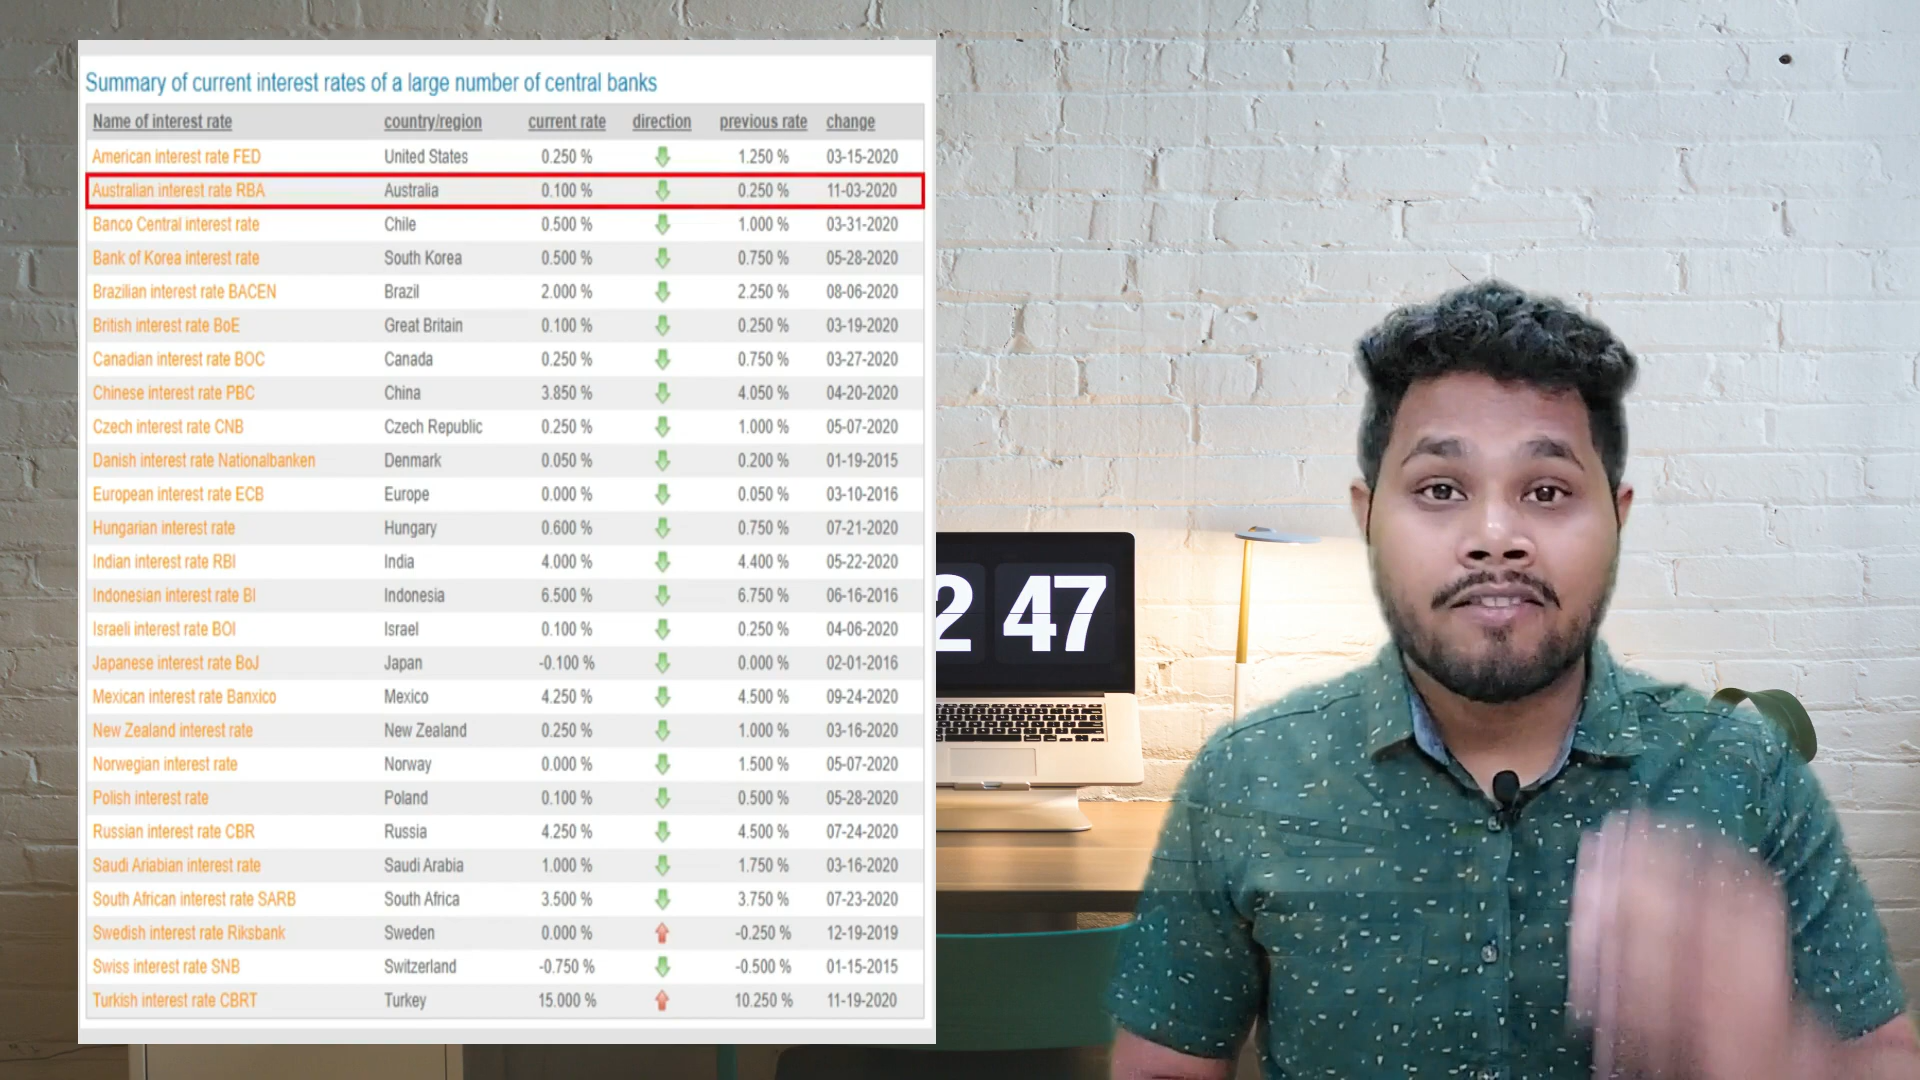 Summary of current interest rates of a large number of central banks
Name of interest rate country/region current rate direction previous rate change
American interest rate FED United States 0.250 % 1.250 % 03-15-2020
Australian interest rate RBA Australia 0.100 % 0.250 % 11-03-2020
Banco Central interest rate Chile 0.500 % 1.000 % 03-31-2020
Bank of Korea interest rate South Korea 0.500 % 0.750 % 05-28-2020
Brazilian interest rate BACEN Brazil 2.000 % 2.250 % 08-06-2020
British interest rate BoE Great Britain 0.100 % 0.250 % 03-19-2020
Canadian interest rate BOC Canada 0.250 % 0.750 % 03-27-2020
Chinese interest rate PBC China 3.850 % 4.050 % 04-20-2020
Czech interest rate CNB Czech Republic 0.250 % 1.000 % 05-07-2020
Danish interest rate Nationalbanken Denmark 0.050 % 0.200 % 01-19-2015
European interest rate ECB Europe 0.000 % 0.050 % 03-10-2016
Hungarian interest rate Hungary 0.600 % 0.750 % 07-21-2020
Indian interest rate RBI India 4.000 % 4.400 % 05-22-2020
Indonesian interest rate BI Indonesia 6.500 % 6.750 % 06-16-2016
Israeli interest rate BOI Israel 0.100 % 0.250 % 04-06-2020
Japanese interest rate BoJ Japan -0.100 % 0.000 % 02-01-2016
Mexican interest rate Banxico Mexico 4.250 % 4.500 % 09-24-2020
New Zealand interest rate New Zealand 0.250 % 1.000 % 03-16-2020
Norwegian interest rate Norway 0.000 % 1.500 % 05-07-2020
Polish interest rate Poland 0.100 % 0.500 % 05-28-2020
Russian interest rate CBR Russia 4.250 % 4.500 % 07-24-2020
Saudi Ariabian interest rate Saudi Arabia 1.000 % 1.750 % 03-16-2020
South African interest rate SARB South Africa 3.500 % 3.750 % 07-23-2020
Swedish interest rate Riksbank Sweden 0.000 % -0.250 % 12-19-2019
Swiss interest rate SNB Switzerland -0.750 % -0.500 % 01-15-2015
Turkish interest rate CBRT Turkey 15.000 % 10.250 % 11-19-2020
2 47